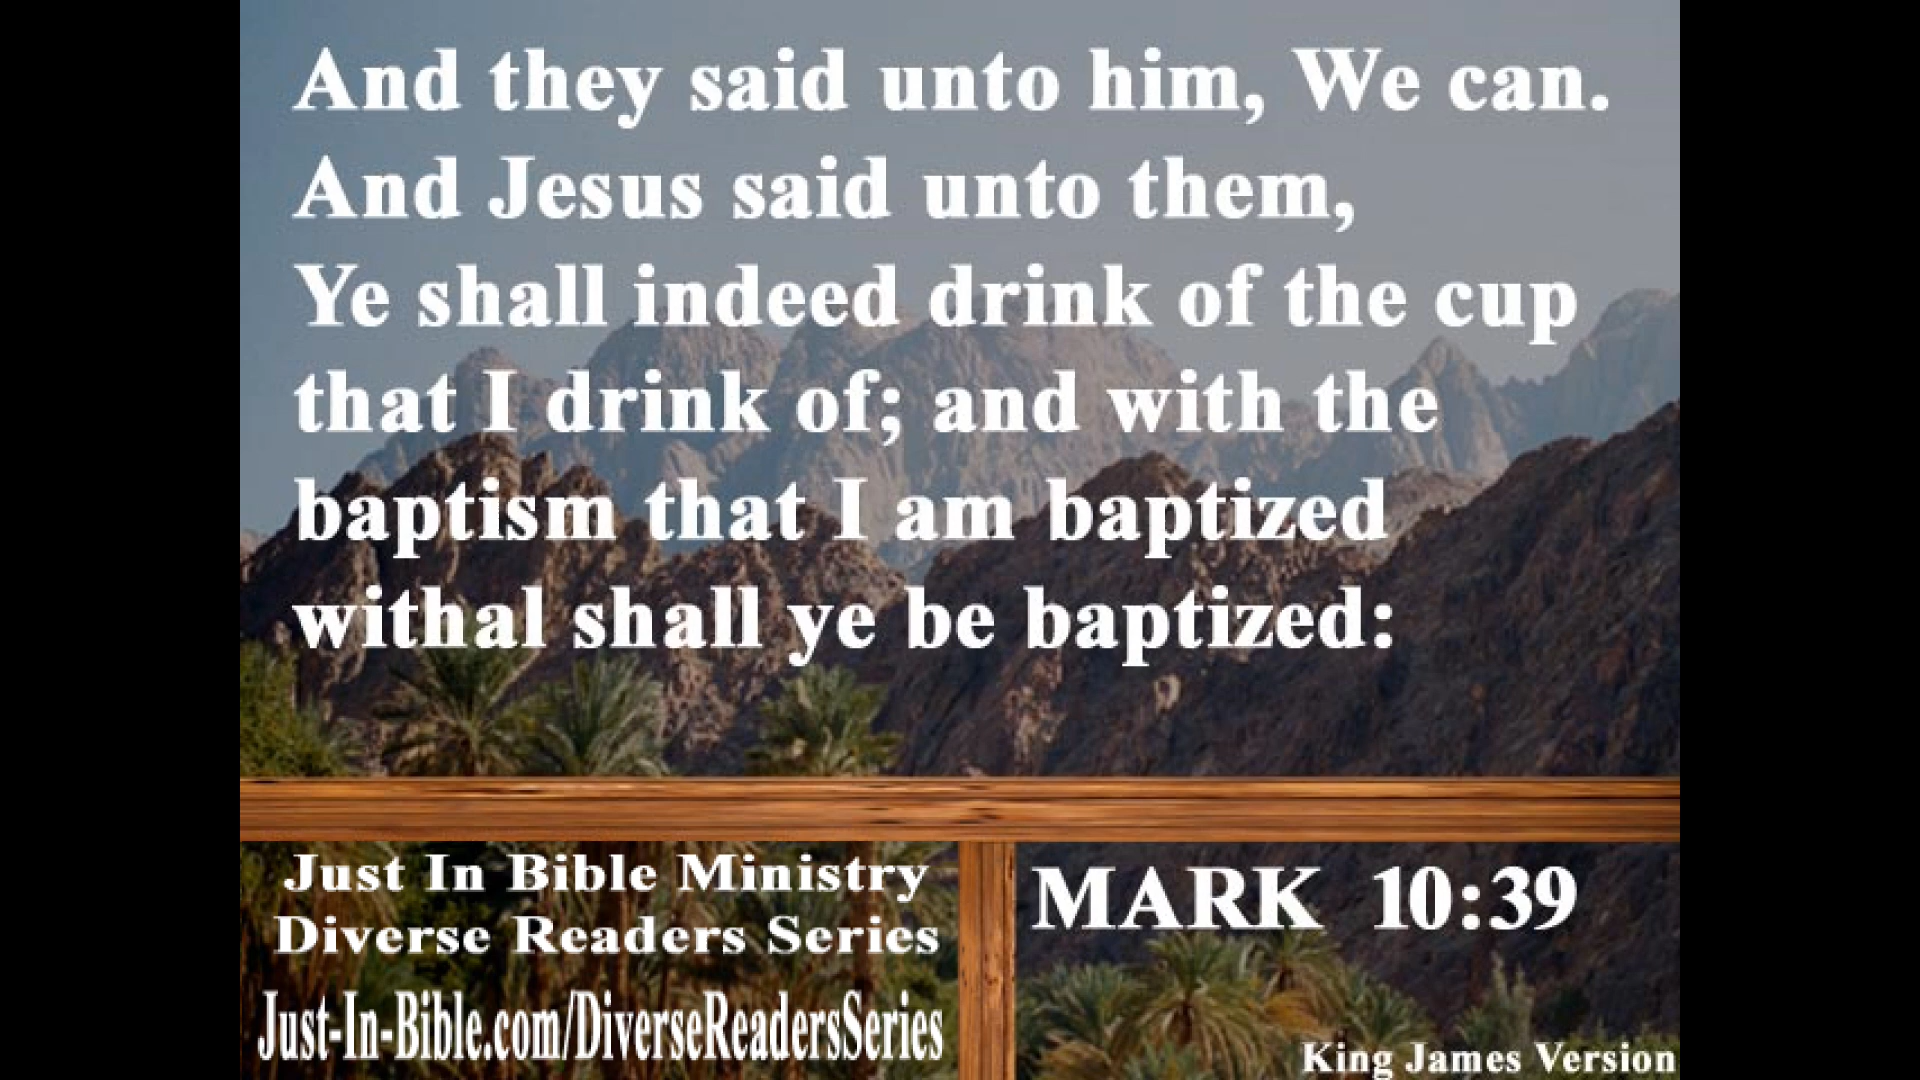 And they said unto him, We can.
And Jesus said unto them,
Ye shall indeed drink of the cup
that I drink of; and with the
baptism that I am baptized
withal shall ye be baptized:
Just In Bible Ministry
Diverse Readers Series
Just-In-Bible.com/DiverseReadersSeries
MARK 10:39
King James Version